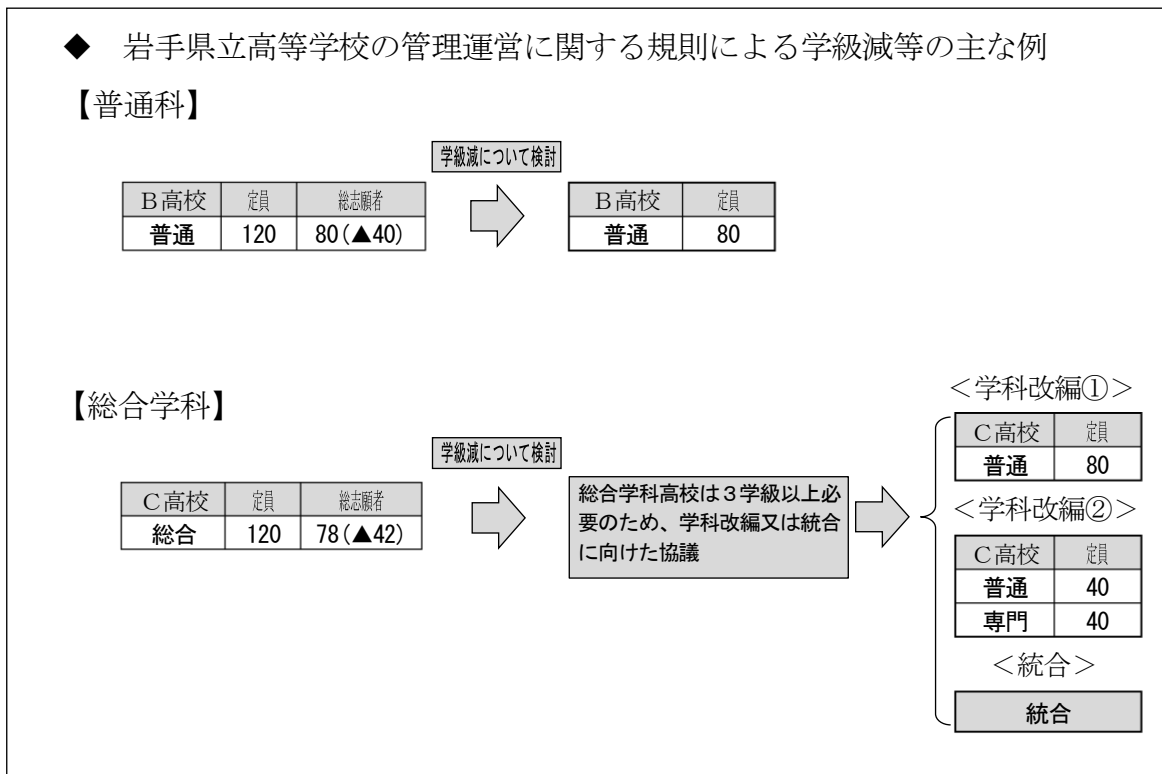 ◆ 岩手県立高等学校の管理運営に関する規則による学級減等の主な例
【普通科】
学級減について検討
B高校 定員 総志願者
普通 120 80(▲40)
B高校 定員
普通 80
【総合学科】
学級減について検討
C高校 定員 総志願者
総合 120 78(▲42)
総合学科高校は3学級以上必
要のため、学科改編又は統合
に向けた協議
<学科改編①>
C高校 定員
普通 80
<学科改編②>
C高校 定員
普通 40
専門 40
<統合>
統合